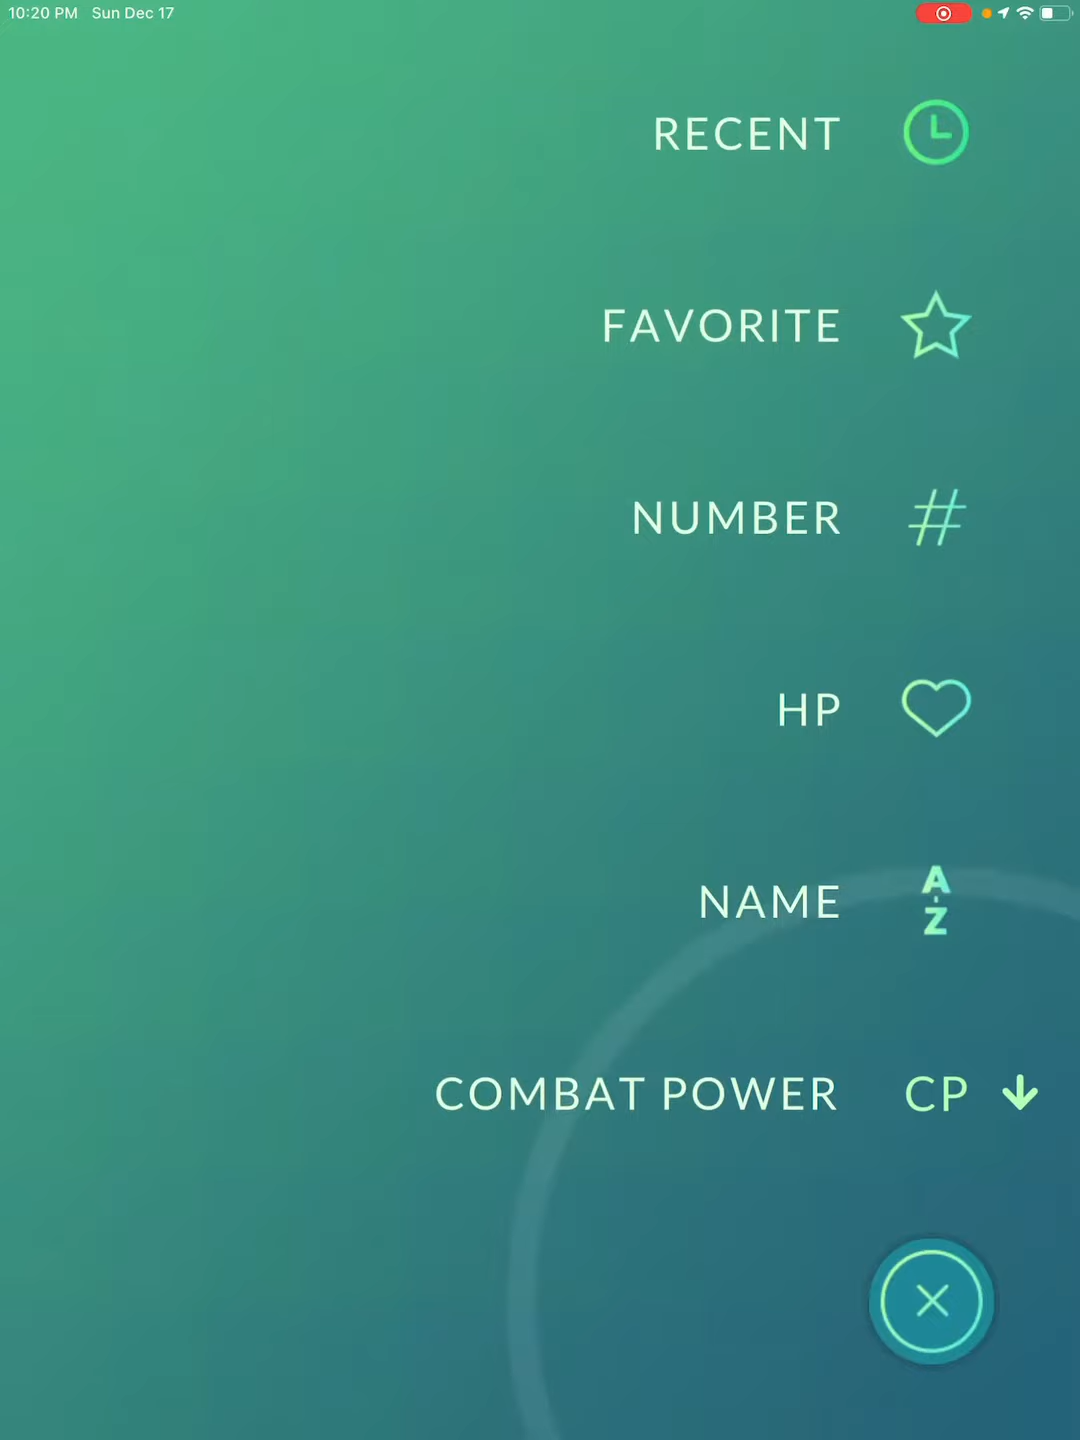 10:20 PM Sun Dec 17
RECENT
FAVORITE
NUMBER
HP
NAME
A
Z
COMBAT POWER CP